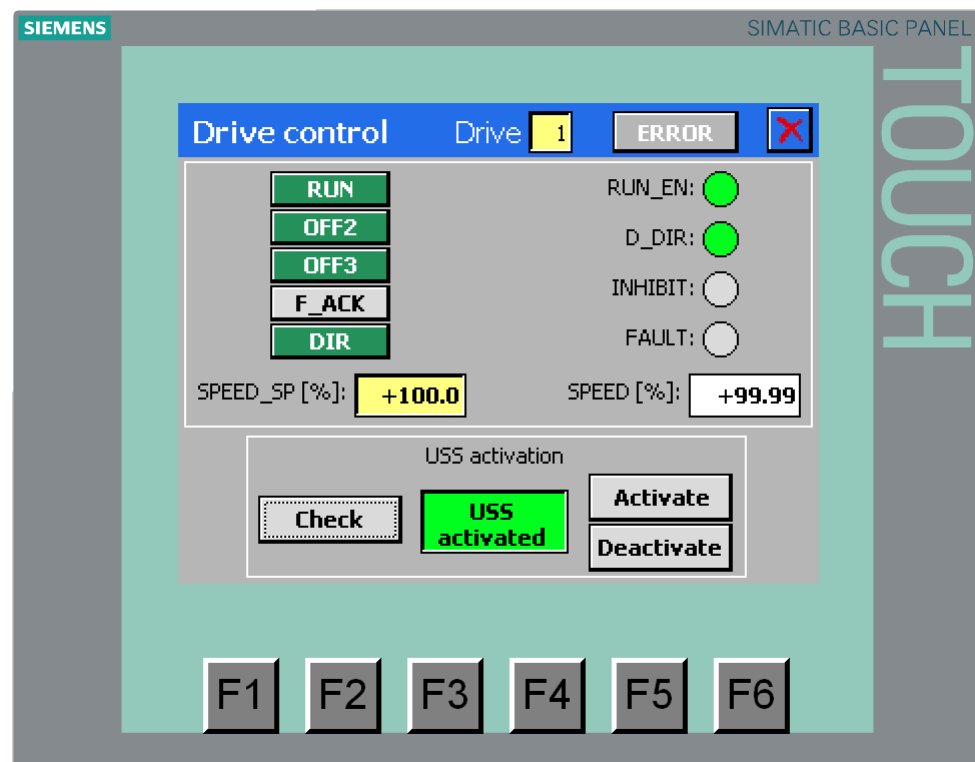 SIEMENS
SIMATIC BASIC PANEL
TOUCH
Drive control Drive 1 ERROR
RUN RUN_EN:
OFF2 D_DIR:
OFF3
F_ACK INHIBIT:
DIR FAULT:
SPEED_SP [%]: +100.0 SPEED [%]: +99.99
USS activation
Check USS activated Activate
Deactivate
F1 F2 F3 F4 F5 F6